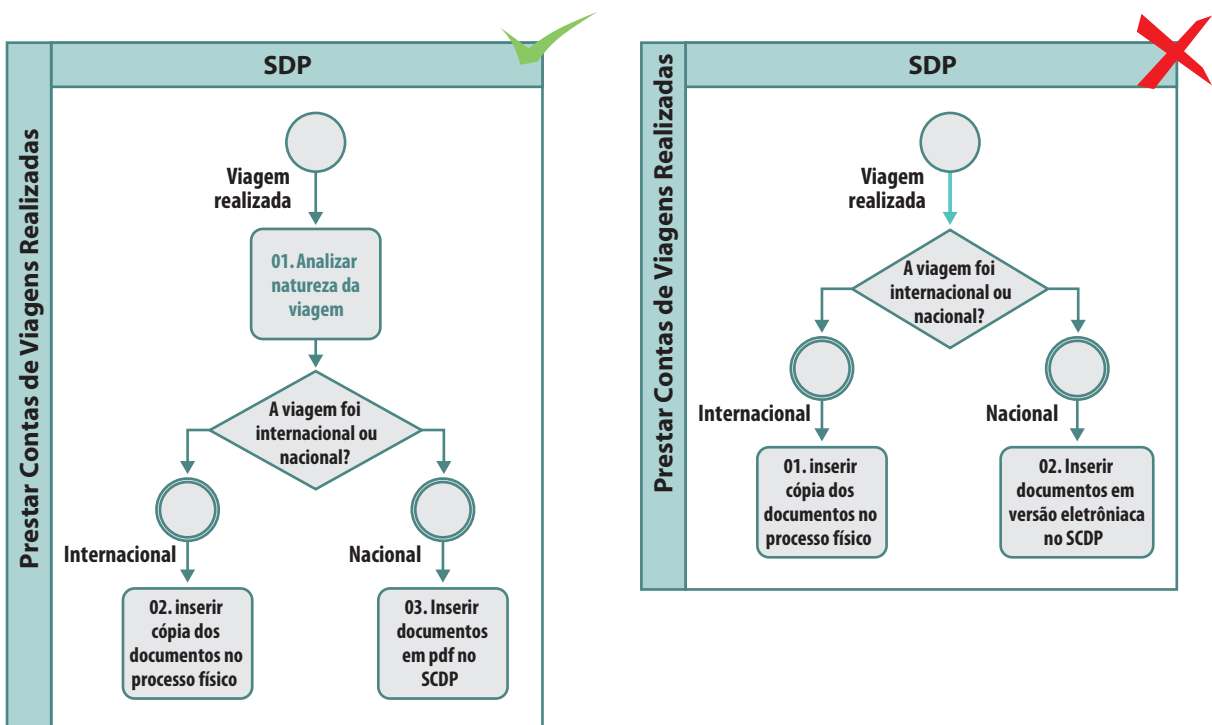 SDP
Prestar Contas de Viagens Realizadas
Viagem
realizada
01. Analizar
natureza da
viagem
A viagem foi
internacional ou
nacional?
Internacional
Nacional
02. inserir
cópia dos
documentos no
processo físico
03. Inserir
documentos
em pdf no
SCDP
SDP
Prestar Contas de Viagens Realizadas
Viagem
realizada
A viagem foi
internacional ou
nacional?
Internacional
Nacional
01. inserir
cópia dos
documentos no
processo físico
02. Inserir
documentos em
versão eletrôniaca
no SCDP